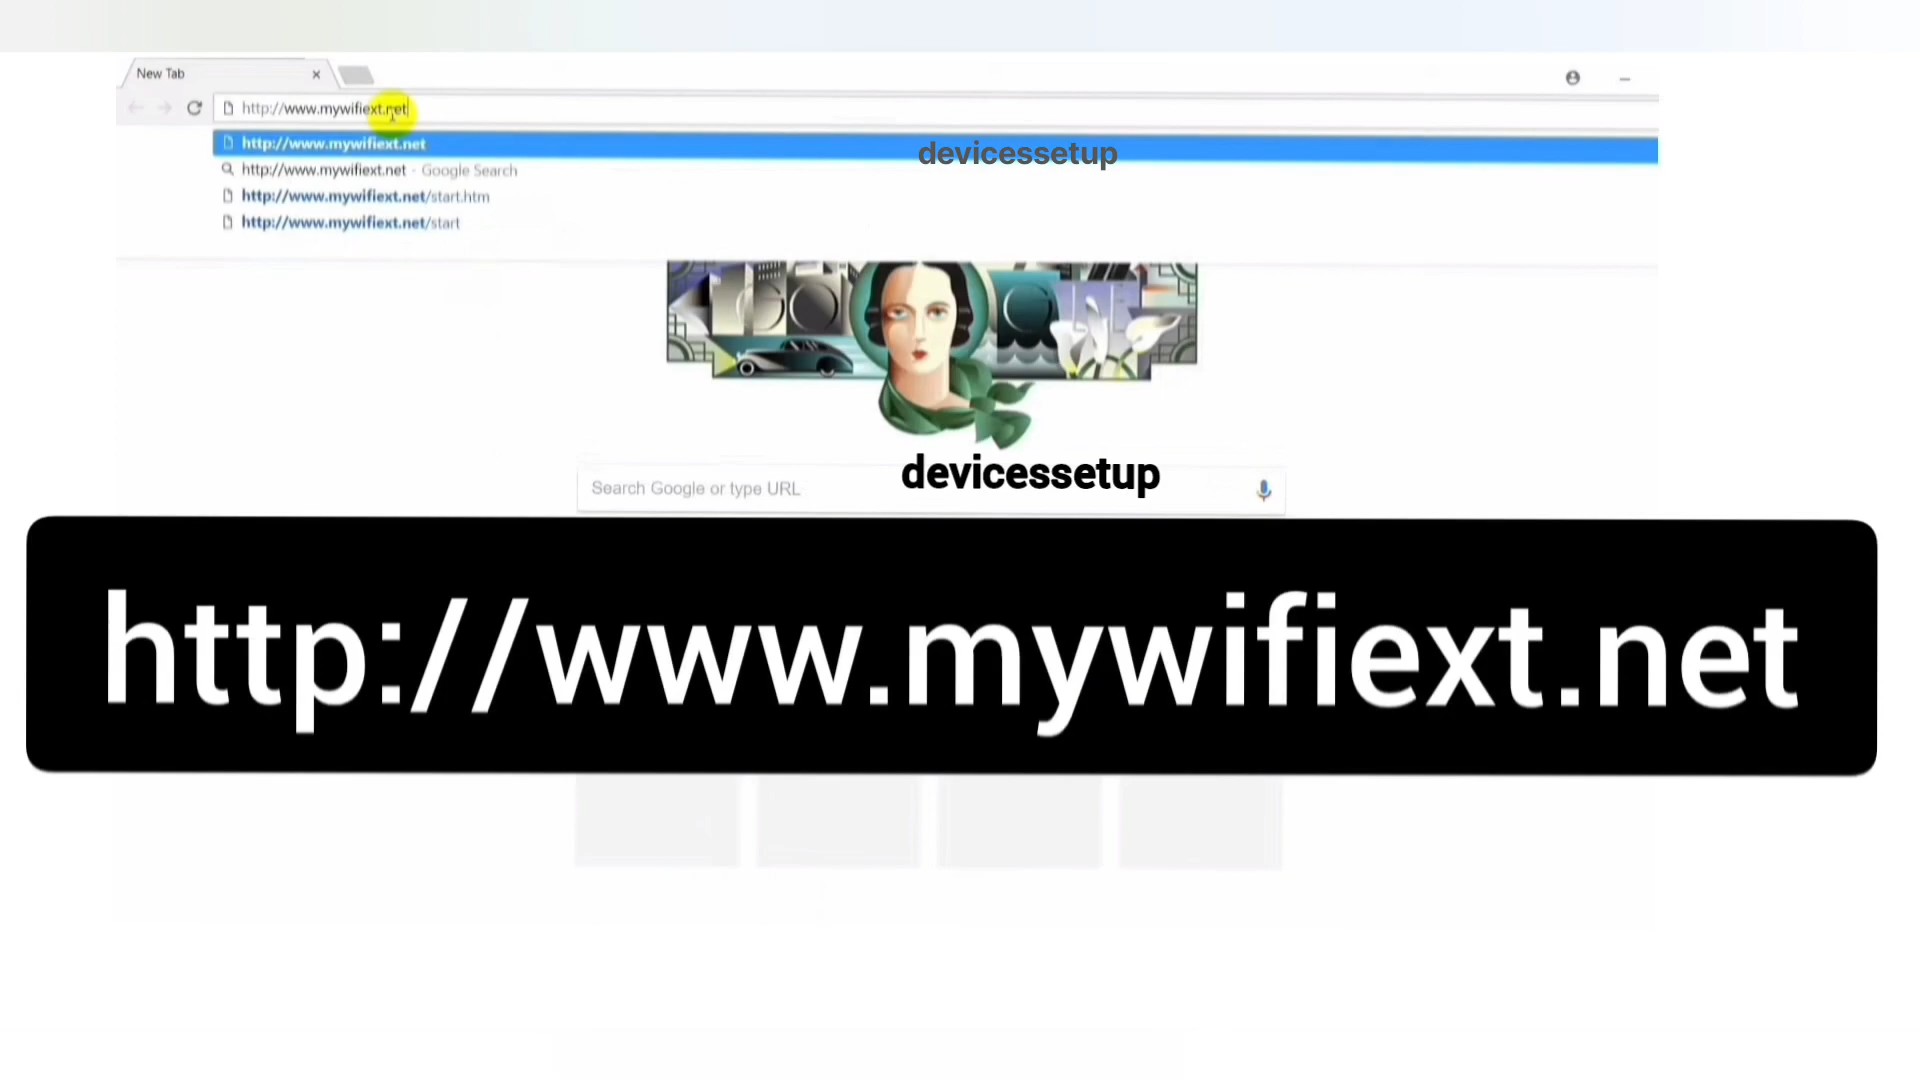 New Tab
http://www.mywifiext.net
http://www.mywifiext.net
devicessetup
http://www.mywifiext.net - Google Search
http://www.mywifiext.net/start.htm
http://www.mywifiext.net/start
devicessetup
Search Google or type URL
http://www.mywifiext.net